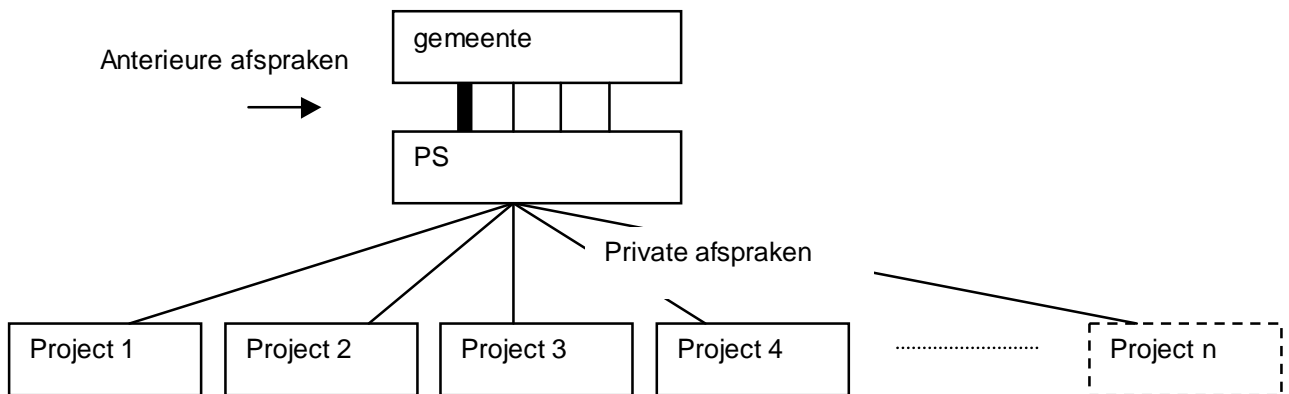 gemeente
Anterieure afspraken
PS
Private afspraken
Project 1
Project 2
Project 3
Project 4
Project n